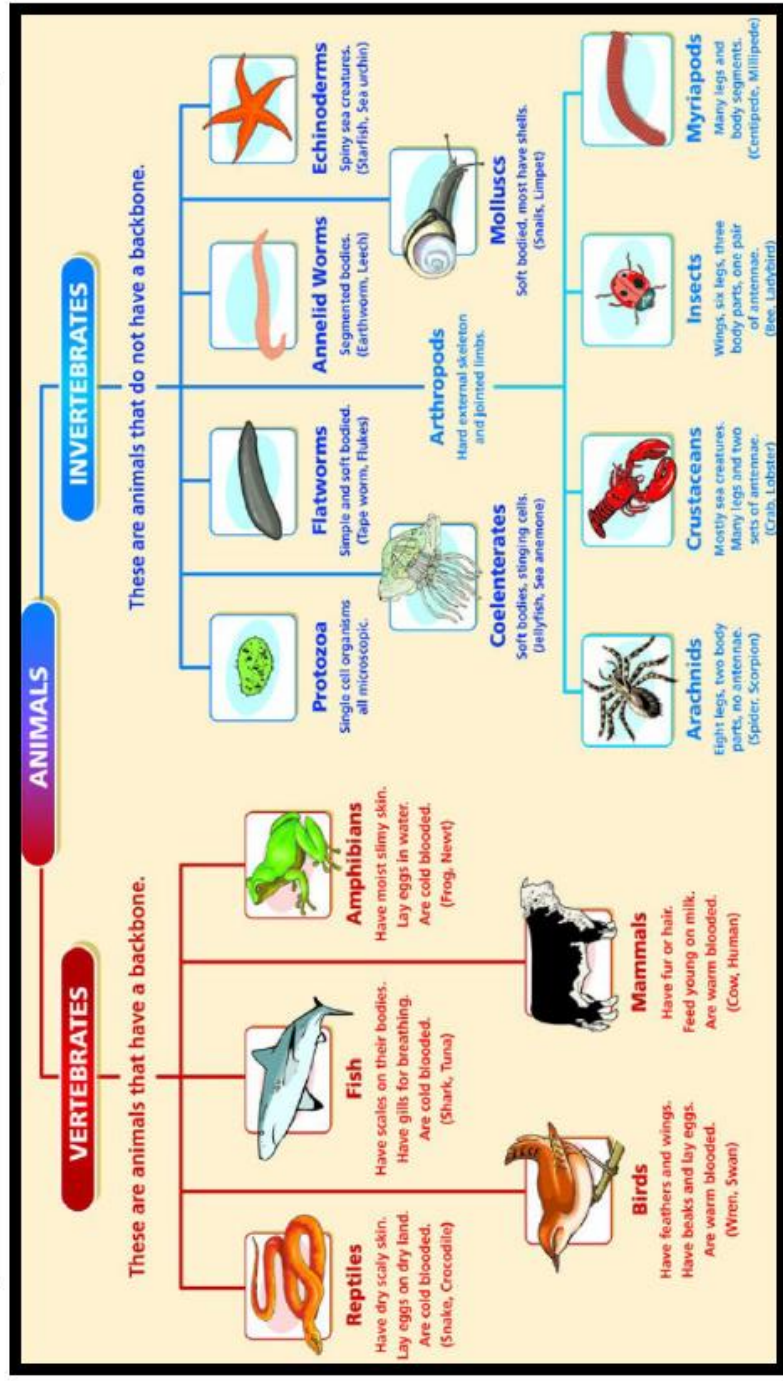 ANIMALS
VERTEBRATES
These are animals that have a backbone.
Reptiles
Have dry scaly skin.
Lay eggs on dry land.
Are cold blooded.
(Snake, Crocodile)
Fish
Have scales on their bodies.
Have gills for breathing.
Are cold blooded.
(Shark, Tuna)
Amphibians
Have moist slimy skin.
Lay eggs in water.
Are cold blooded.
(Frog, Newt)
Birds
Have feathers and wings.
Have beaks and lay eggs.
Are warm blooded.
(Wren, Swan)
Mammals
Have fur or hair.
Feed young on milk.
Are warm blooded.
(Cow, Human)
INVERTEBRATES
These are animals that do not have a backbone.
Protozoa
Single cell organisms
all microscopic.
Flatworms
Simple and soft bodied.
(Tape worm, Flukes)
Annelid Worms
Segmented bodies.
(Earthworm, Leech)
Echinoderms
Spiny sea creatures.
(Starfish, Sea urchin)
Coelenterates
Soft bodies, stinging cells.
(Jellyfish, Sea anemone)
Arthropods
Hard external skeleton
and jointed limbs.
Molluscs
Soft bodied, most have shells.
(Snails, Limpet)
Arachnids
Eight legs, two body
parts, no antennae.
(Spider, Scorpion)
Crustaceans
Mostly sea creatures.
Many legs and two
sets of antennae.
(Crab, Lobster)
Insects
Wings, six legs, three
body parts, one pair
of antennae.
(Bee, Ladybird)
Myriapods
Many legs and
body segments.
(Centipede, Millipede)